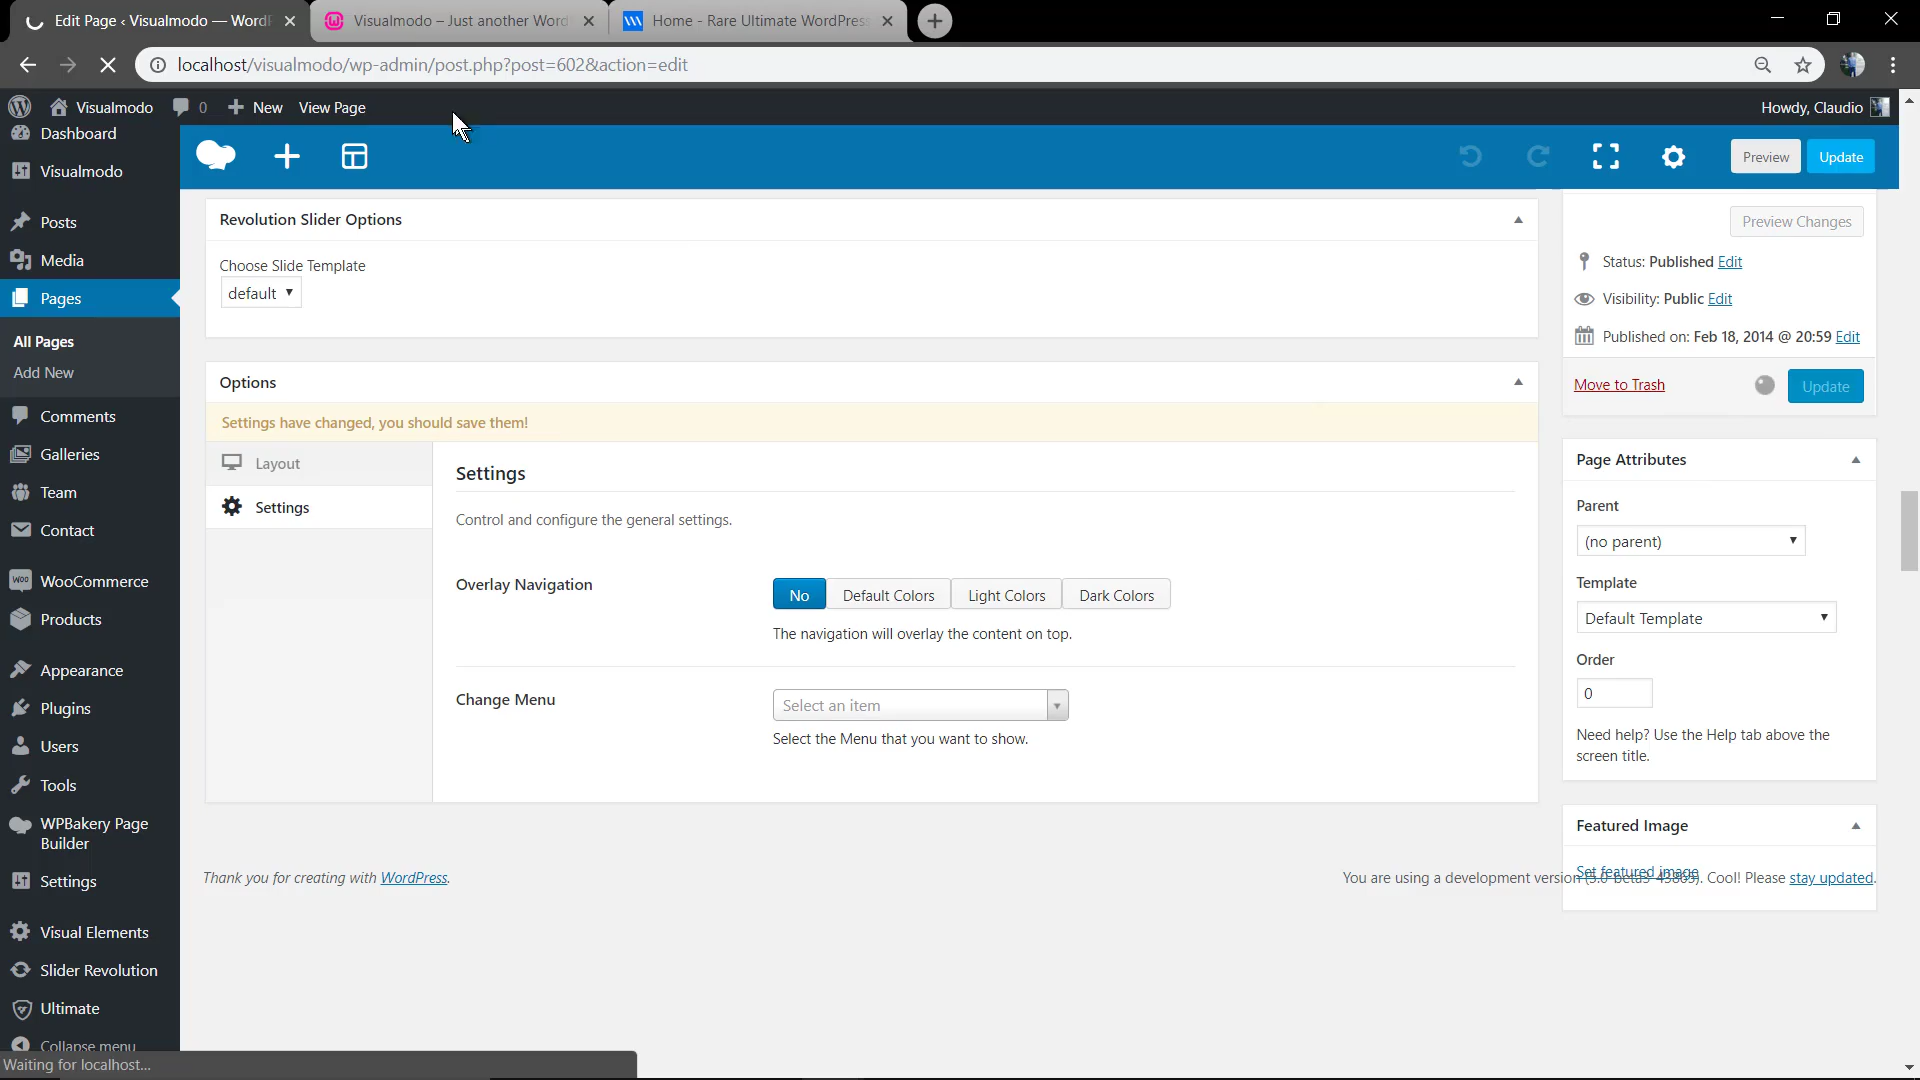 Edit Page ‹ Visualmodo — WordP
Visualmodo – Just another Word
Home - Rare Ultimate WordPress
localhost/visualmodo/wp-admin/post.php?post=602&action=edit
Visualmodo
0
New
View Page
Howdy, Claudio
Dashboard
Visualmodo
Posts
Media
Pages
All Pages
Add New
Comments
Galleries
Team
Contact
WooCommerce
Products
Appearance
Plugins
Users
Tools
WPBakery Page
Builder
Settings
Visual Elements
Slider Revolution
Ultimate
Collapse menu
Waiting for localhost...
Preview
Update
Revolution Slider Options
Choose Slide Template
default
Options
Settings have changed, you should save them!
Layout
Settings
Settings
Control and configure the general settings.
Overlay Navigation
No
Default Colors
Light Colors
Dark Colors
The navigation will overlay the content on top.
Change Menu
Select an item
Select the Menu that you want to show.
Preview Changes
Status: Published Edit
Visibility: Public Edit
Published on: Feb 18, 2014 @ 20:59 Edit
Move to Trash
Update
Page Attributes
Parent
(no parent)
Template
Default Template
Order
0
Need help? Use the Help tab above the
screen title.
Featured Image
Set featured image
Thank you for creating with WordPress.
You are using a development version (5.0-beta3-43865). Cool! Please stay updated.